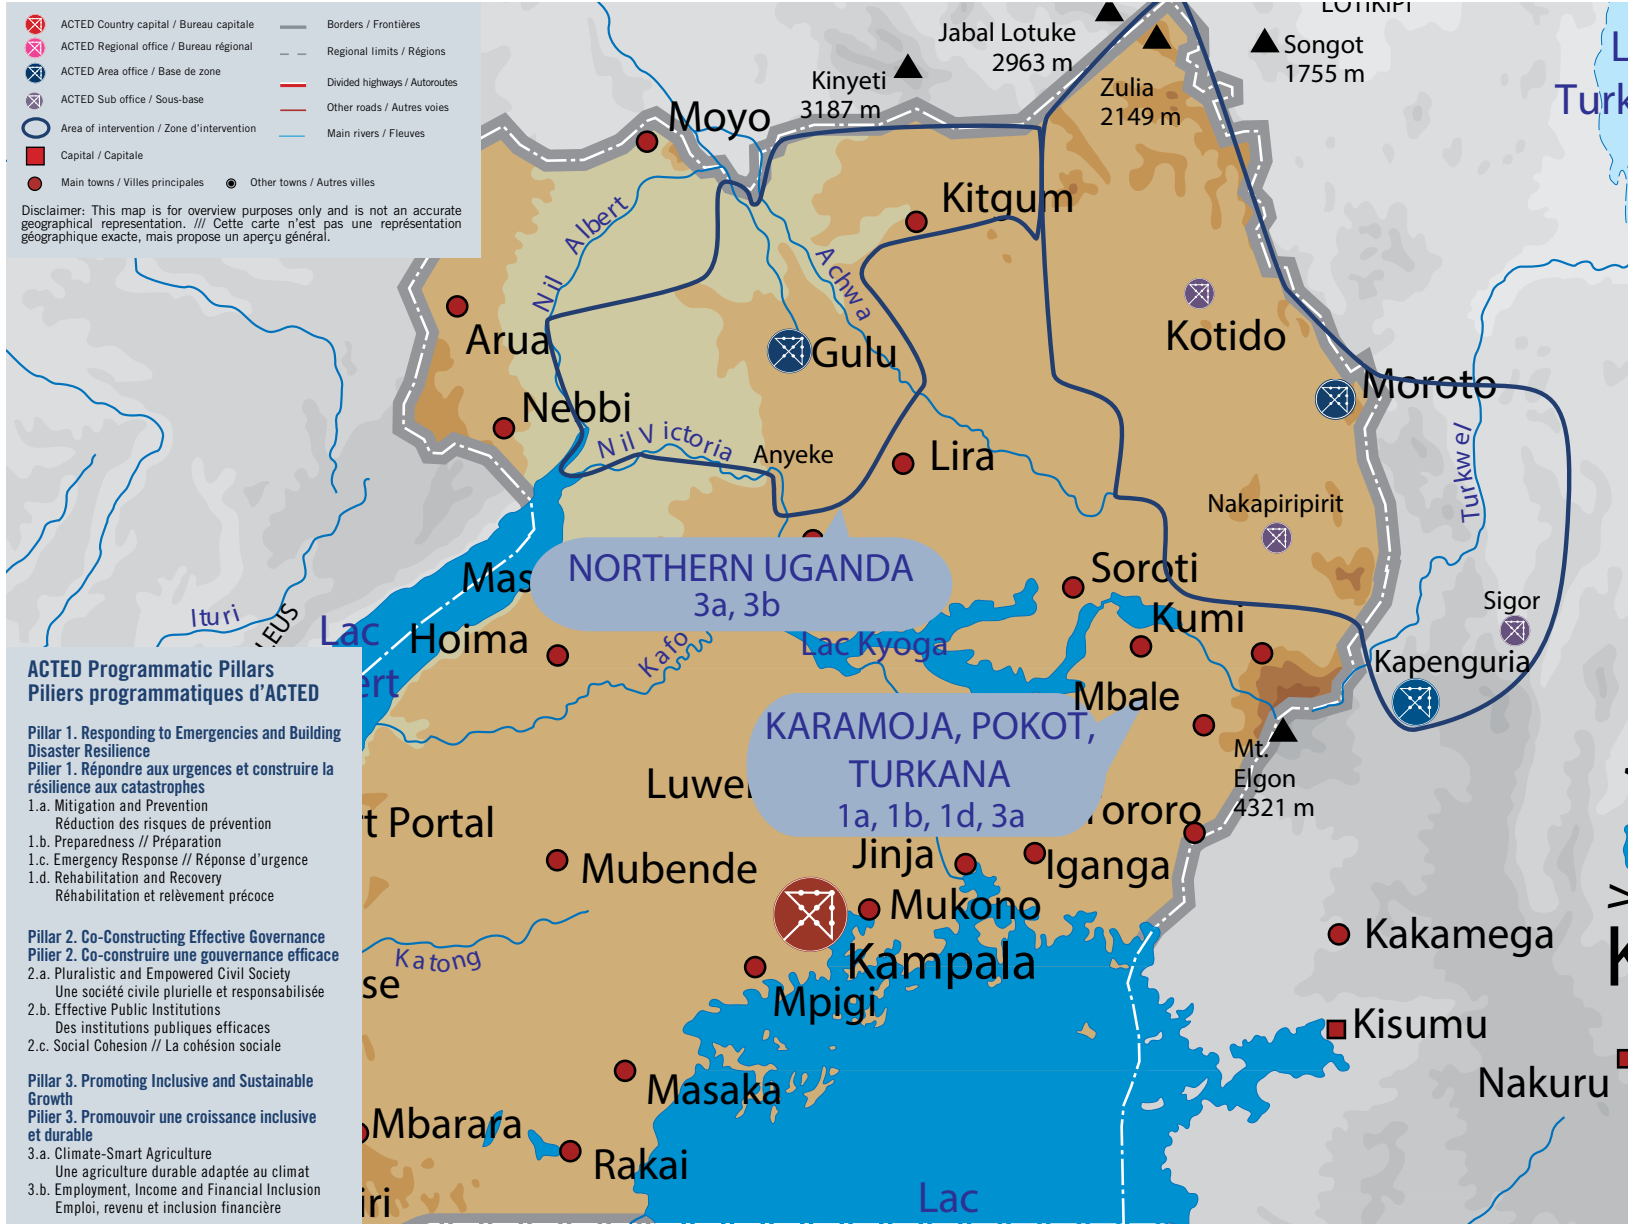 ACTED Country capital / Bureau capitale
ACTED Regional office / Bureau régional
ACTED Area office / Base de zone
ACTED Sub office / Sous-base
Area of intervention / Zone d'intervention
Capital / Capitale
Main towns / Villes principales
Other towns / Autres villes
Borders / Frontières
Regional limits / Régions
Divided highways / Autoroutes
Other roads / Autres voies
Main rivers / Fleuves
Disclaimer: This map is for overview purposes only and is not an accurate
geographical representation. /// Cette carte n'est pas une représentation
géographique exacte, mais propose un aperçu général.
LOTIKIPI
Jabal Lotuke
2963 m
Songot
1755 m
Kinyeti
3187 m
Zulia
2149 m
Turk
Moyo
Kitgum
Nil Albert
Achwa
Arua
Gulu
Kotido
Moroto
Nebbi
Nil Victoria
Anyeke
Lira
Turkwel
Nakapiripirit
NORTHERN UGANDA
3a, 3b
Mas
Soroti
Sigor
Ituri
LEUS
Lac
ert
Hoima
Kafo
Lac Kyoga
Kumi
Kapenguria
Mbale
KARAMOJA, POKOT,
TURKANA
1a, 1b, 1d, 3a
Mt.
Elgon
4321 m
Luwe
t Portal
Tororo
Mubende
Jinja
Iganga
Mukono
Kampala
Katong
se
Mpigi
Kakamega
K
Kisumu
Nakuru
Masaka
Mbarara
Rakai
Lac
iri
ACTED Programmatic Pillars
Piliers programmatiques d'ACTED
Pillar 1. Responding to Emergencies and Building
Disaster Resilience
Pilier 1. Répondre aux urgences et construire la
résilience aux catastrophes
1.a. Mitigation and Prevention
Réduction des risques de prévention
1.b. Preparedness // Préparation
1.c. Emergency Response // Réponse d'urgence
1.d. Rehabilitation and Recovery
Réhabilitation et relèvement précoce
Pillar 2. Co-Constructing Effective Governance
Pilier 2. Co-construire une gouvernance efficace
2.a. Pluralistic and Empowered Civil Society
Une société civile plurielle et responsabilisée
2.b. Effective Public Institutions
Des institutions publiques efficaces
2.c. Social Cohesion // La cohésion sociale
Pillar 3. Promoting Inclusive and Sustainable
Growth
Pilier 3. Promouvoir une croissance inclusive
et durable
3.a. Climate-Smart Agriculture
Une agriculture durable adaptée au climat
3.b. Employment, Income and Financial Inclusion
Emploi, revenu et inclusion financière